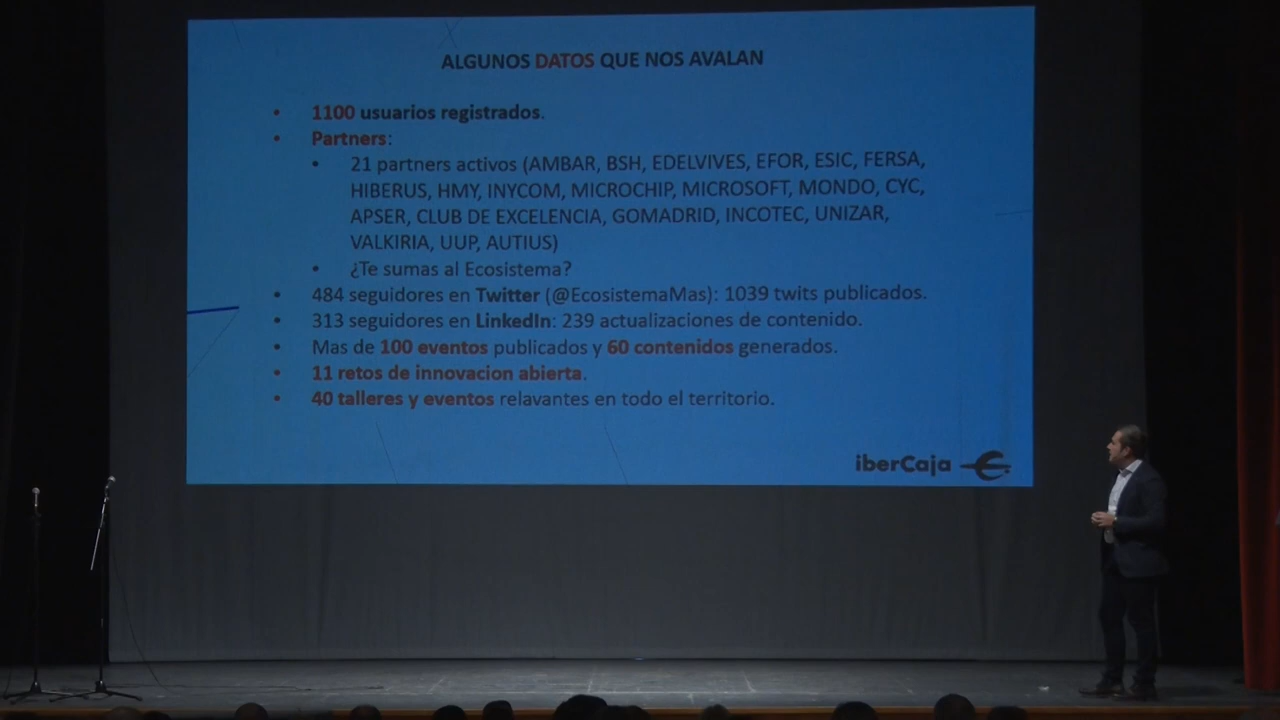 ALGUNOS DATOS QUE NOS AVALAN
• 1100 usuarios registrados.
• Partners:
• 21 partners activos (AMBAR, BSH, EDELVIVES, EFOR, ESIC, FERSA,
HIBERUS, HMY, INYCOM, MICROCHIP, MICROSOFT, MONDO, CYC,
APSER, CLUB DE EXCELENCIA, GOMADRID, INCOTEC, UNIZAR,
VALKIRIA, UUP, AUTIUS)
• ¿Te sumas al Ecosistema?
• 484 seguidores en Twitter (@EcosistemaMas): 1039 twits publicados.
• 313 seguidores en LinkedIn: 239 actualizaciones de contenido.
• Mas de 100 eventos publicados y 60 contenidos generados.
• 11 retos de innovacion abierta.
• 40 talleres y eventos relavantes en todo el territorio.
iberCaja